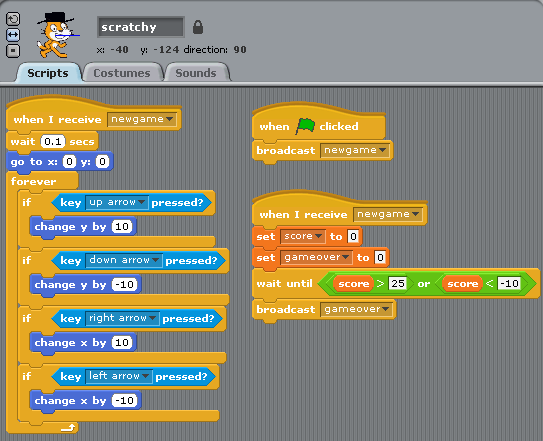 scratchy
x: -40 y: -124 direction: 90
Scripts Costumes Sounds
when I receive newgame
wait 0.1 secs
go to x: 0 y: 0
forever
if key up arrow pressed?
change y by 10
if key down arrow pressed?
change y by -10
if key right arrow pressed?
change x by 10
if key left arrow pressed?
change x by -10
when clicked
broadcast newgame
when I receive newgame
set score to 0
set gameover to 0
wait until score > 25 or score < -10
broadcast gameover